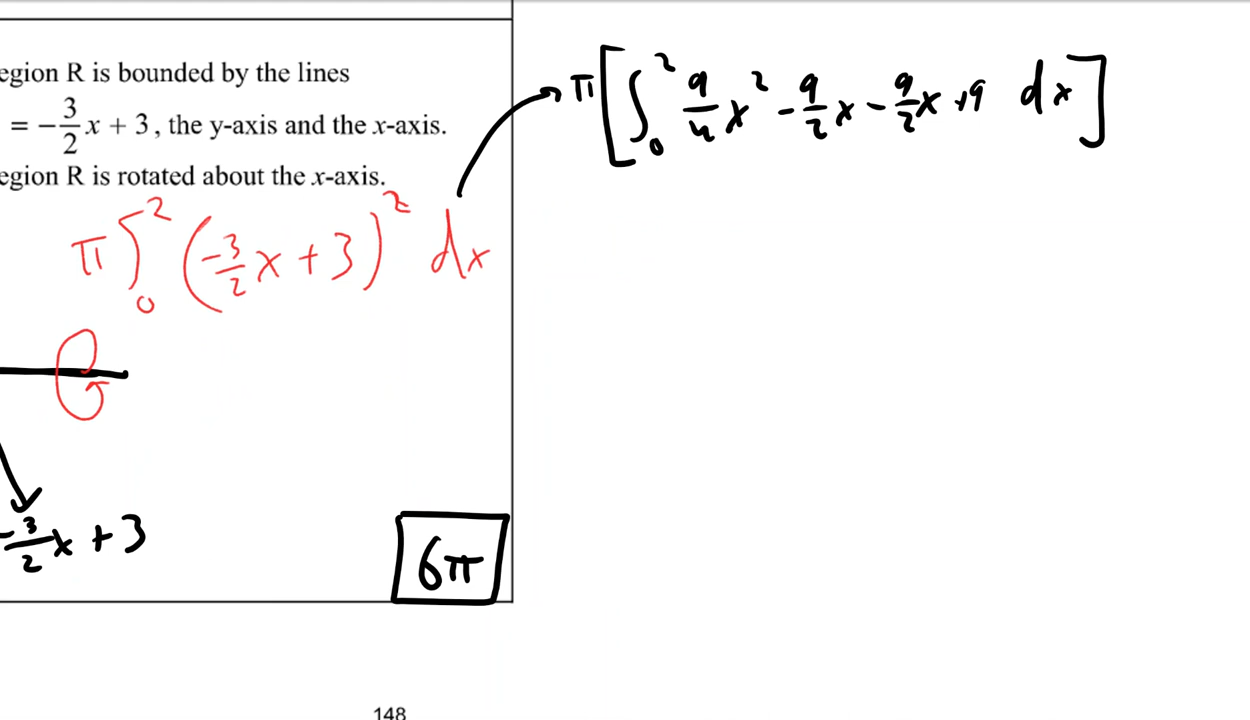 egion R is bounded by the lines
= -3/2 x + 3, the y-axis and the x-axis.
egion R is rotated about the x-axis.
π∫₀² (-3/2 x + 3)² dx
π[∫₀² 9/4 x² - 9/2 x - 9/2 x + 9 dx]
-3/2 x + 3
6π
148